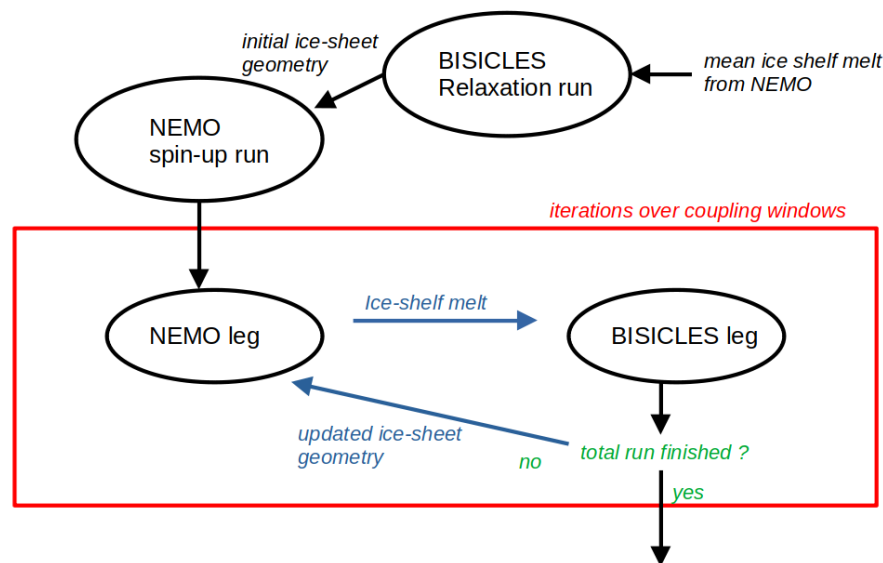 initial ice-sheet
geometry
BISICLES
Relaxation run
mean ice shelf melt
from NEMO
NEMO
spin-up run
iterations over coupling windows
NEMO leg
Ice-shelf melt
BISICLES leg
updated ice-sheet
geometry
no
total run finished ?
yes